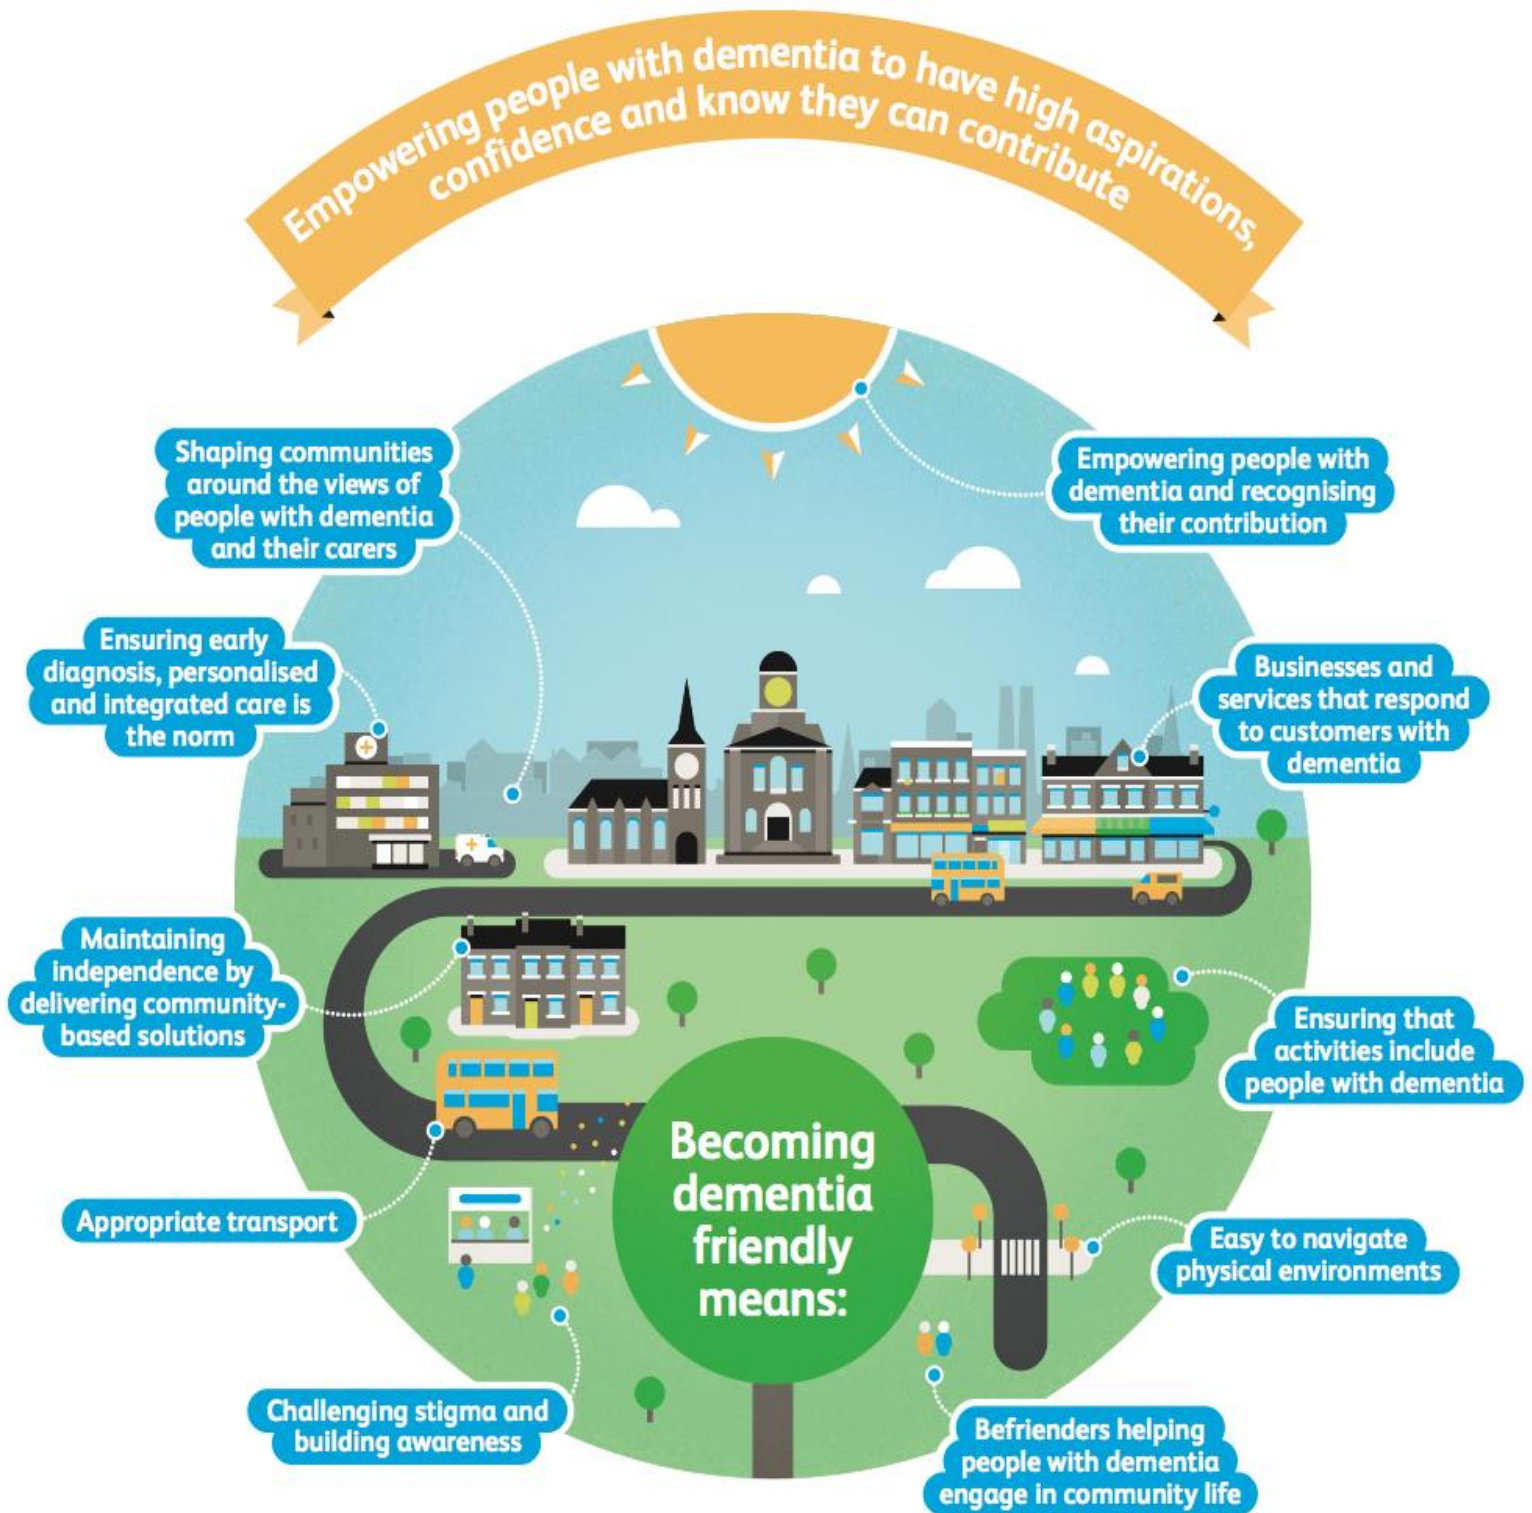 Empowering people with dementia to have high aspirations,
confidence and know they can contribute
Shaping communities
around the views of
people with dementia
and their carers
Empowering people with
dementia and recognising
their contribution
Ensuring early
diagnosis, personalised
and integrated care is
the norm
Businesses and
services that respond
to customers with
dementia
Maintaining
independence by
delivering community-
based solutions
Ensuring that
activities include
people with dementia
Becoming
dementia
friendly
means:
Appropriate transport
Easy to navigate
physical environments
Challenging stigma and
building awareness
Befrienders helping
people with dementia
engage in community life